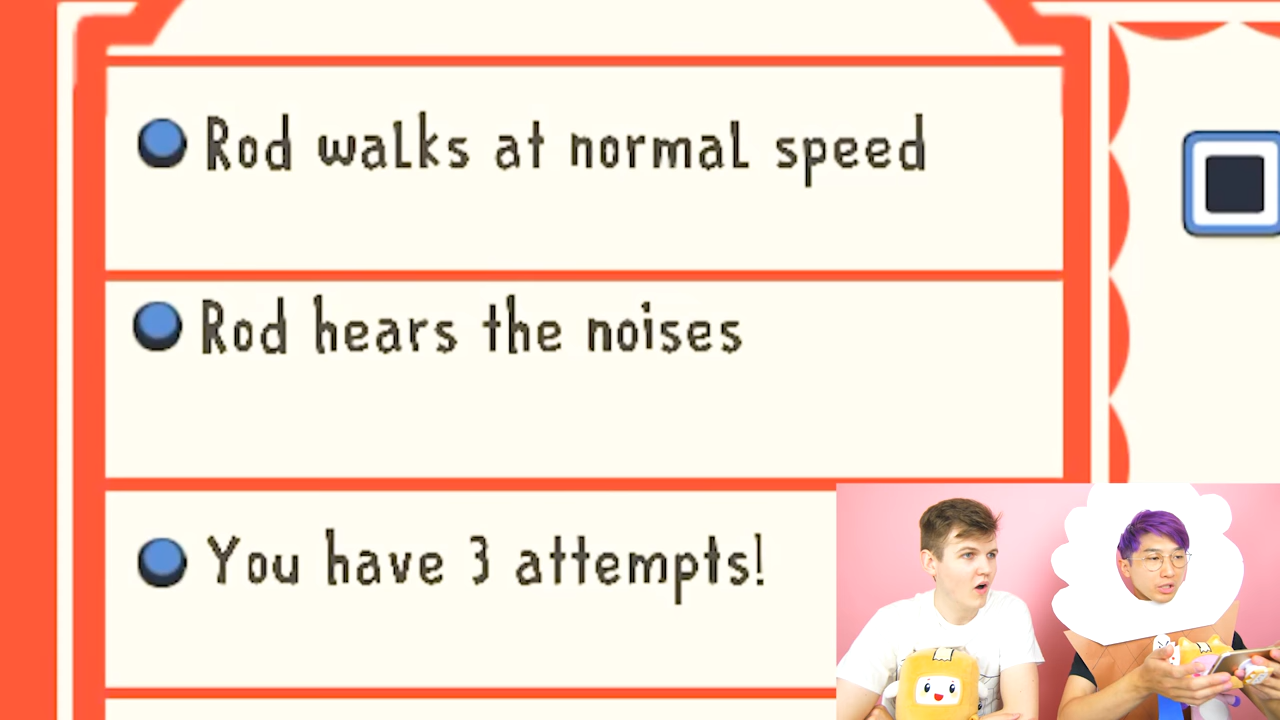 Rod walks at normal speed
Rod hears the noises
You have 3 attempts!